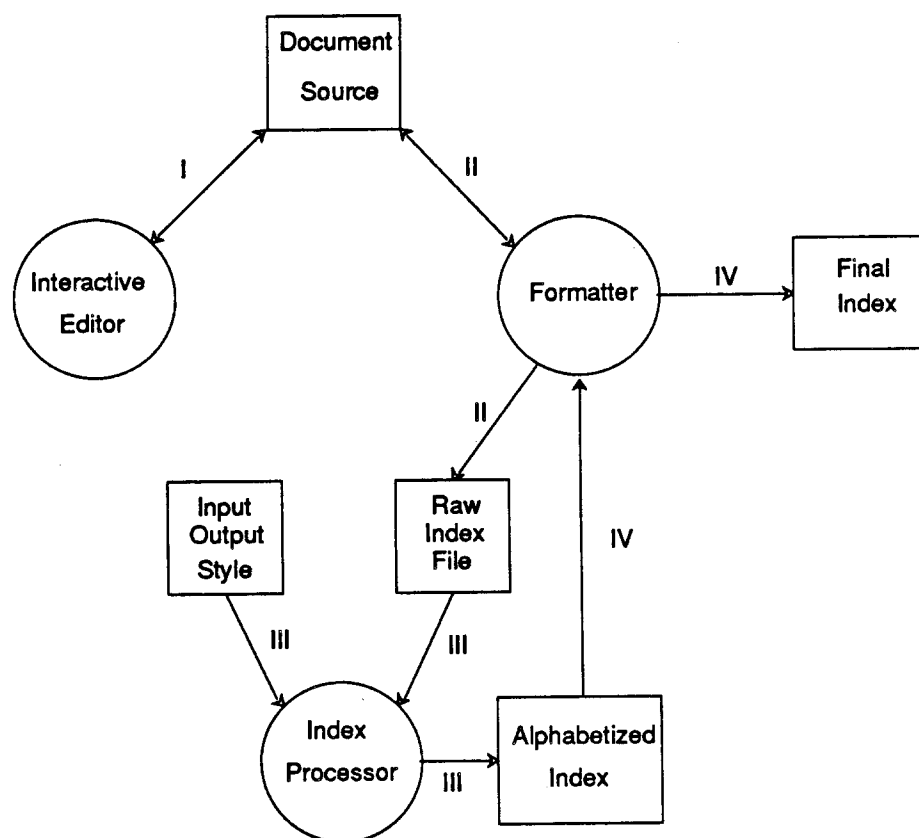 Document
Source
I
II
Interactive
Editor
Formatter
IV
Final
Index
II
Input
Output
Style
Raw
Index
File
IV
III
III
Index
Processor
III
Alphabetized
Index